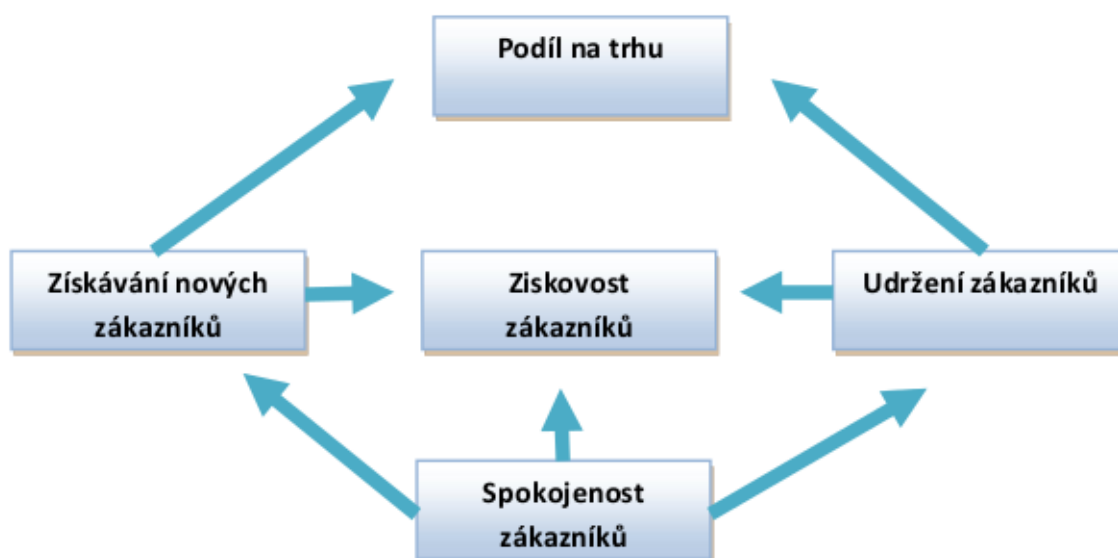 Podíl na trhu
Získávání nových
zákazníků
Ziskovost
zákazníků
Udržení zákazníků
Spokojenost
zákazníků